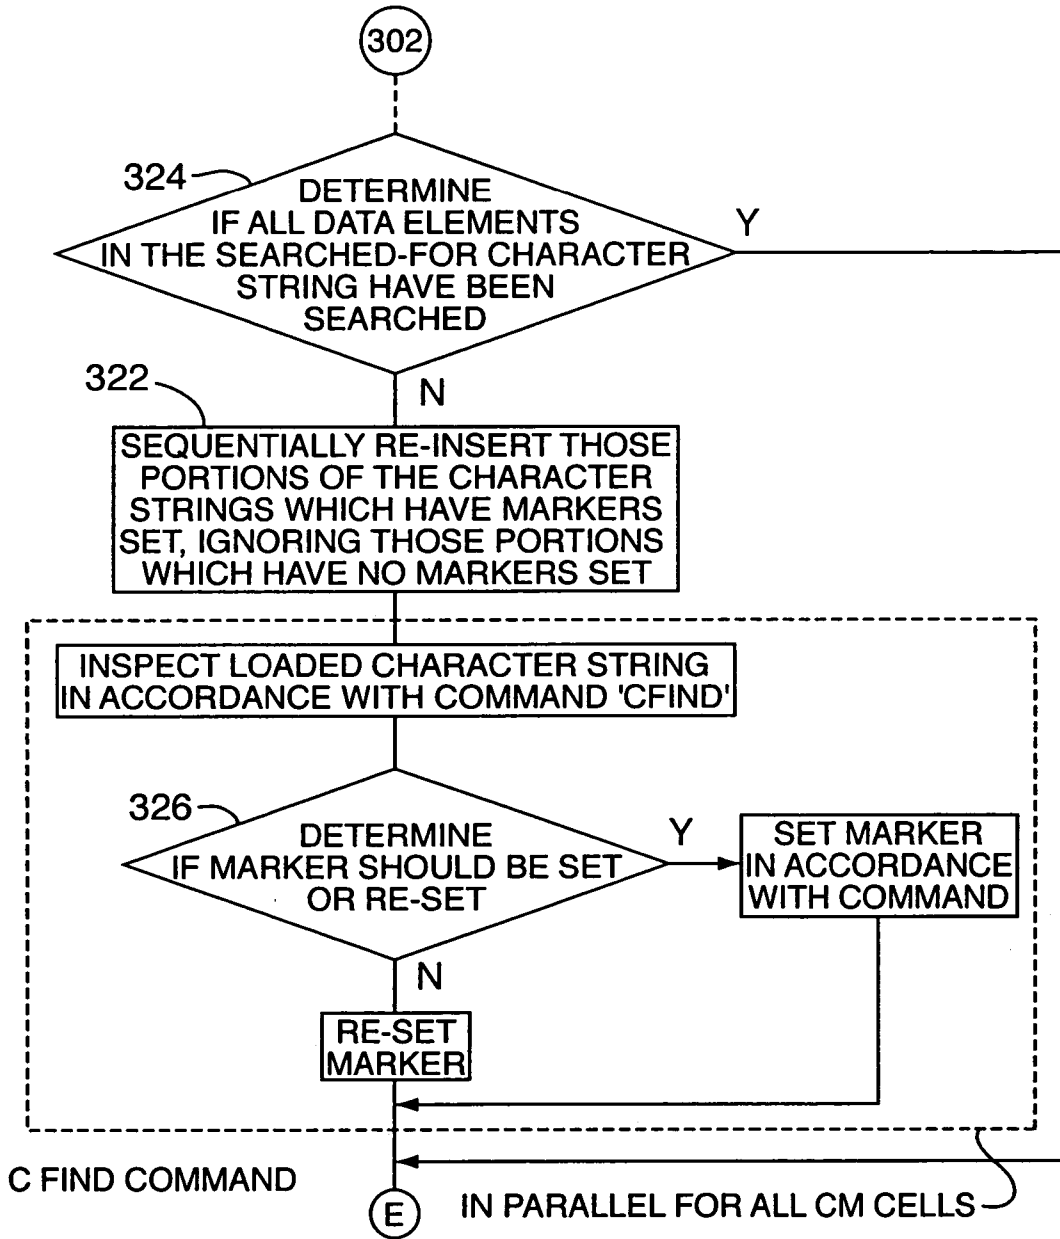 302
324
DETERMINE
IF ALL DATA ELEMENTS
IN THE SEARCHED-FOR CHARACTER
STRING HAVE BEEN
SEARCHED
Y
N
322
SEQUENTIALLY RE-INSERT THOSE
PORTIONS OF THE CHARACTER
STRINGS WHICH HAVE MARKERS
SET, IGNORING THOSE PORTIONS
WHICH HAVE NO MARKERS SET
INSPECT LOADED CHARACTER STRING
IN ACCORDANCE WITH COMMAND 'CFIND'
326
DETERMINE
IF MARKER SHOULD BE SET
OR RE-SET
Y
SET MARKER
IN ACCORDANCE
WITH COMMAND
N
RE-SET
MARKER
C FIND COMMAND
E
IN PARALLEL FOR ALL CM CELLS